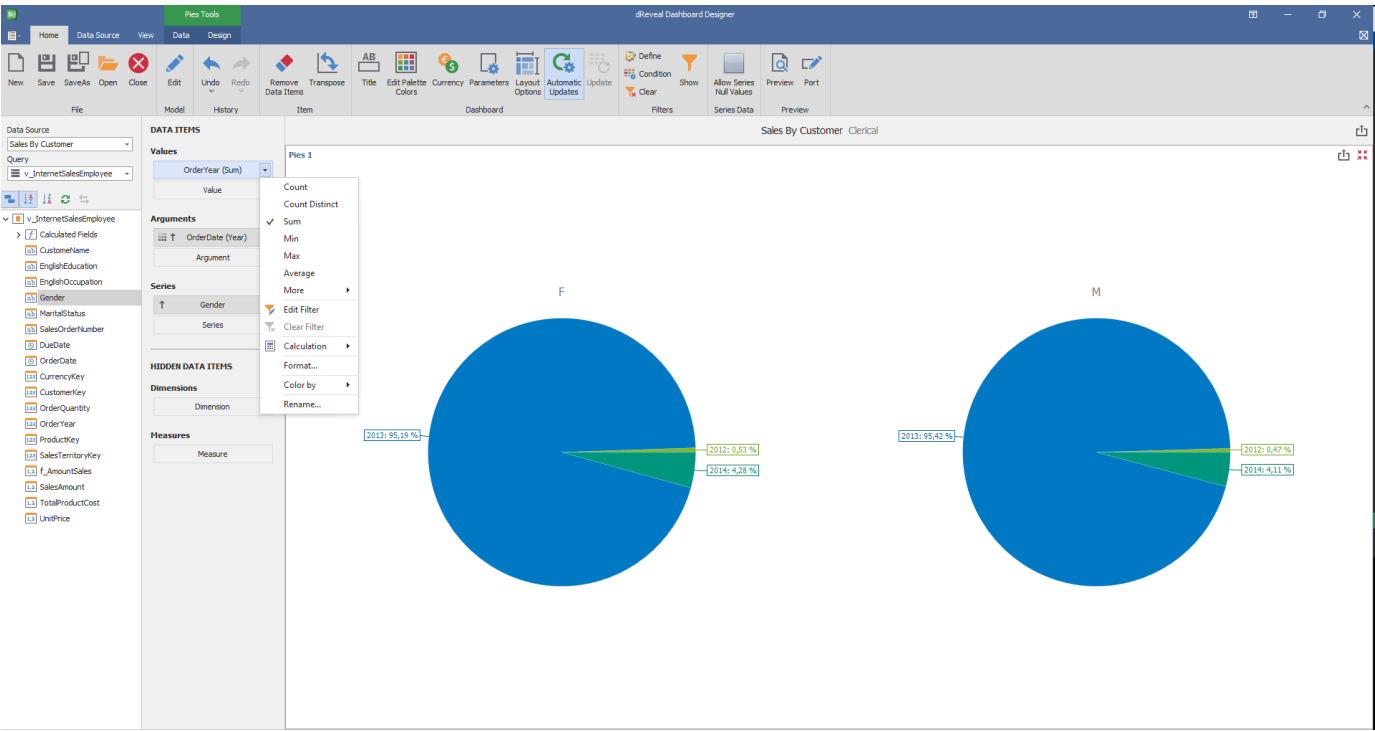 Pies Tools
dReveal Dashboard Designer
Home Data Source View Data Design
New Save SaveAs Open Close Edit Undo Redo Remove Data Items Transpose Title Edit Palette Colors Currency Parameters Layout Options Automatic Updates Update Define Condition Clear Show Allow Series Null Values Preview Port
File Model History Item Dashboard Filters Series Data Preview
Data Source
Sales By Customer
Query
v_InternetSalesEmployee
v_InternetSalesEmployee
Calculated Fields
CustomeName
EnglishEducation
EnglishOccupation
Gender
MaritalStatus
SalesOrderNumber
DueDate
OrderDate
CurrencyKey
CustomerKey
OrderQuantity
OrderYear
ProductKey
SalesTerritoryKey
f_AmountSales
SalesAmount
TotalProductCost
UnitPrice
DATA ITEMS
Values
OrderYear (Sum)
Value
Arguments
OrderDate (Year)
Argument
Series
Gender
Series
HIDDEN DATA ITEMS
Dimensions
Dimension
Measures
Measure
Count
Count Distinct
Sum
Min
Max
Average
More
Edit Filter
Clear Filter
Calculation
Format...
Color by
Rename...
Sales By Customer Clerical
Pies 1
F
2013: 95,19 %
2012: 0,53 %
2014: 4,28 %
M
2013: 95,42 %
2012: 0,47 %
2014: 4,11 %